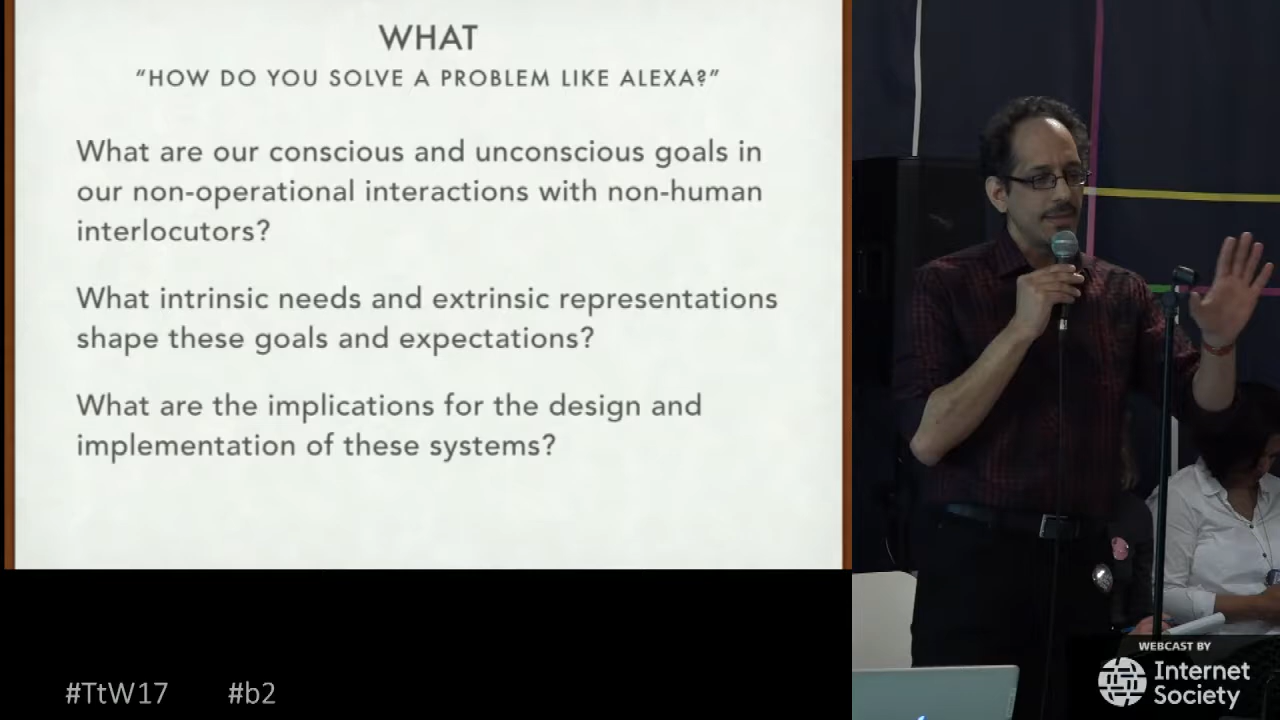 WHAT
“HOW DO YOU SOLVE A PROBLEM LIKE ALEXA?”
What are our conscious and unconscious goals in
our non-operational interactions with non-human
interlocutors?
What intrinsic needs and extrinsic representations
shape these goals and expectations?
What are the implications for the design and
implementation of these systems?
#TtW17 #b2
WEBCAST BY
Internet
Society